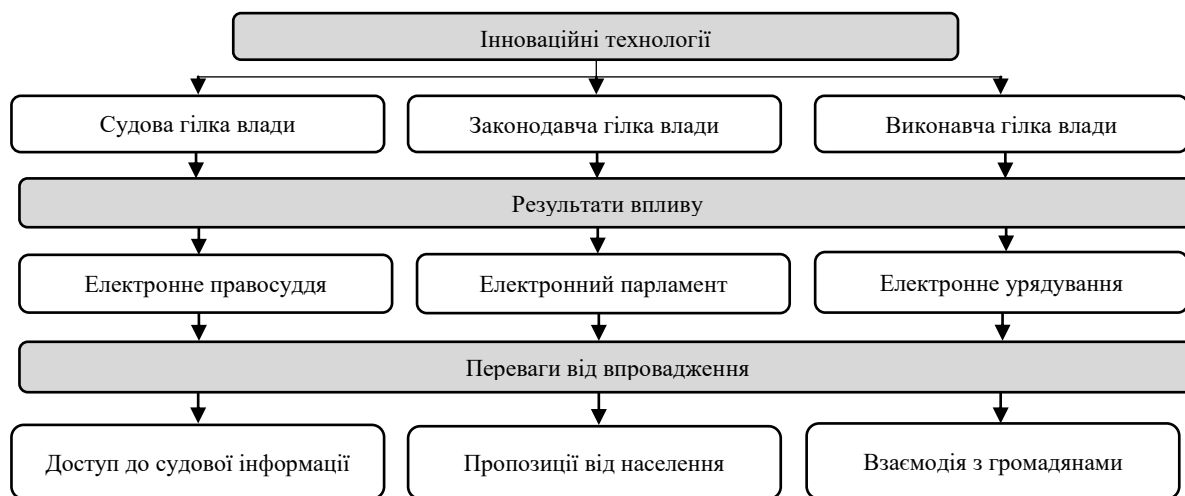 Інноваційні технології
Судова гілка влади
Законодавча гілка влади
Виконавча гілка влади
Результати впливу
Електронне правосуддя
Електронний парламент
Електронне урядування
Переваги від впровадження
Доступ до судової інформації
Пропозиції від населення
Взаємодія з громадянами